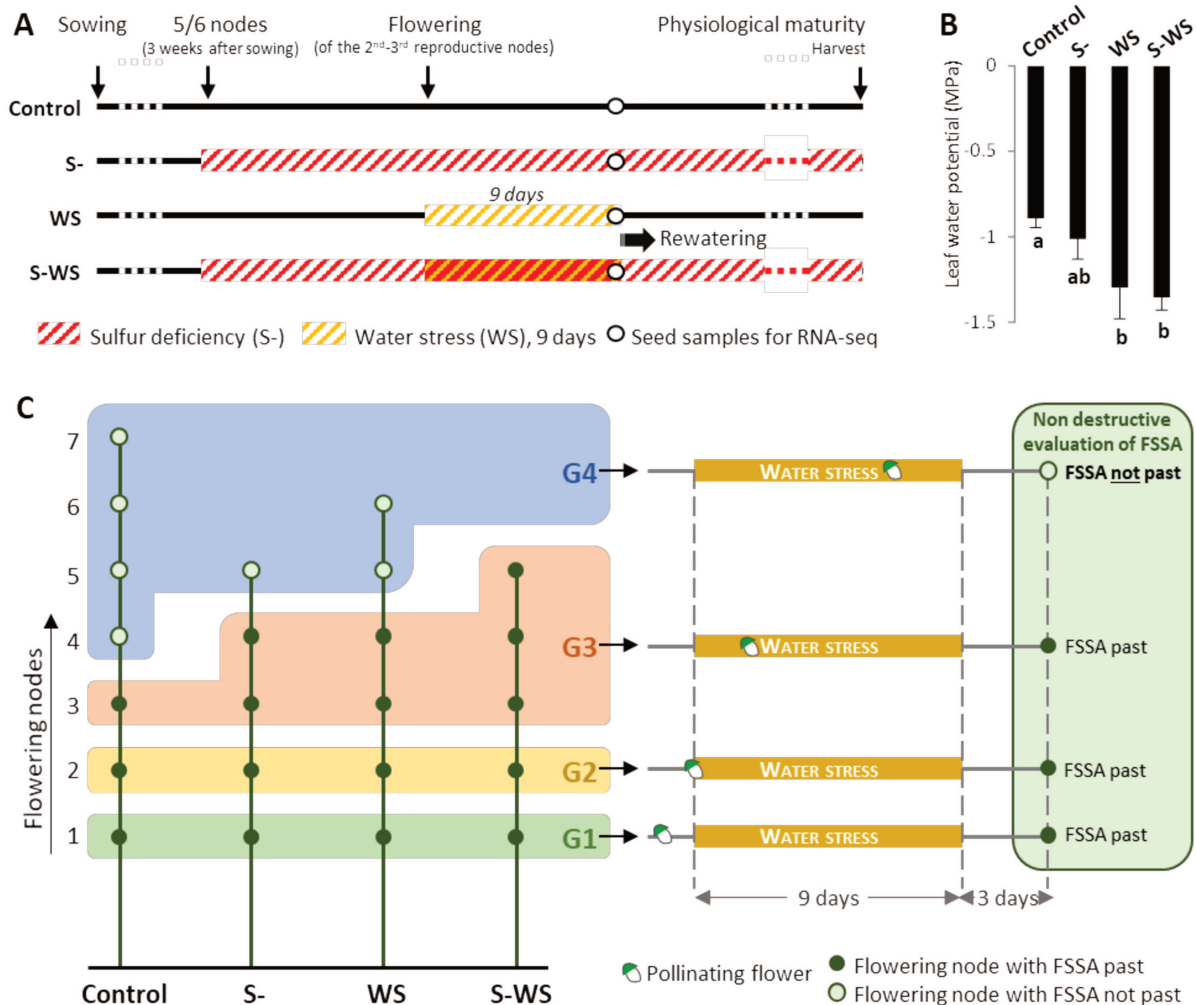 A
Sowing
5/6 nodes
(3 weeks after sowing)
Flowering
(of the 2nd-3rd reproductive nodes)
Physiological maturity
Harvest
Control
S-
WS
9 days
Rewatering
S-WS
Sulfur deficiency (S-)
Water stress (WS), 9 days
Seed samples for RNA-seq
B
Control
S-
WS
S-WS
Leaf water potential (MPa)
0
-0.5
-1
-1.5
a
ab
b
b
C
Flowering nodes
7
6
5
4
3
2
1
G4
G3
G2
G1
WATER STRESS
WATER STRESS
WATER STRESS
WATER STRESS
Non destructive
evaluation of FSSA
FSSA not past
FSSA past
FSSA past
FSSA past
9 days
3 days
Control
S-
WS
S-WS
Pollinating flower
Flowering node with FSSA past
Flowering node with FSSA not past